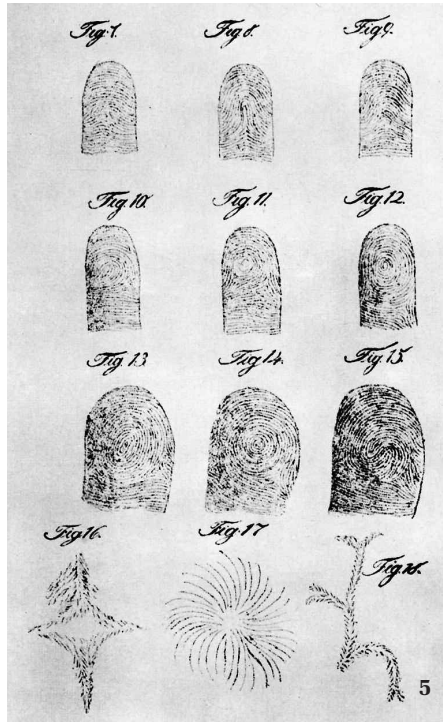 Fig. 7.
Fig 8.
Fig 9.
Fig 10.
Fig. 11.
Fig. 12.
Fig 13
Fig 14.
Fig 15.
Fig 16.
Fig. 17
Fig. 18.
5